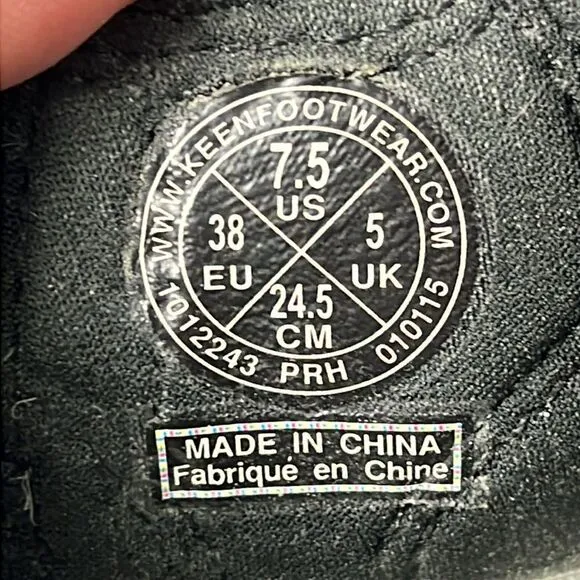 WWW.KEENFOOTWEAR.COM
7.5
US
38
EU
5
UK
24.5
CM
1012243 PRH 010115
MADE IN CHINA
Fabriqué en Chine